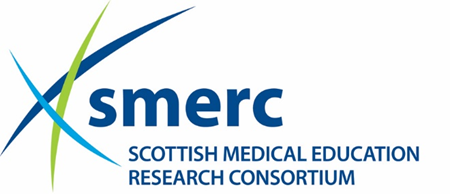 smerc
SCOTTISH MEDICAL EDUCATION
RESEARCH CONSORTIUM